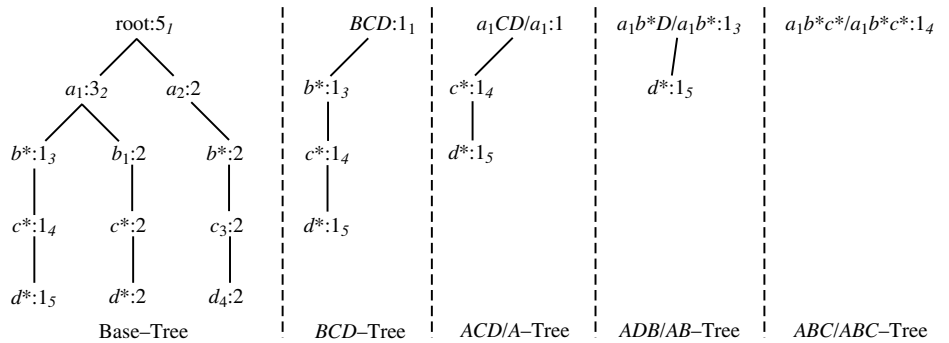 root:5₁ BCD:1₁ a₁CD/a₁:1 a₁b*D/a₁b*:1₃ a₁b*c*/a₁b*c*:1₄
a₁:3₂ a₂:2 b*:1₃ c*:1₄ d*:1₅
b*:1₃ b₁:2 b*:2 c*:1₄ d*:1₅
c*:1₄ c*:2 c₃:2 d*:1₅
d*:1₅ d*:2 d₄:2
Base–Tree BCD–Tree ACD/A–Tree ADB/AB–Tree ABC/ABC–Tree